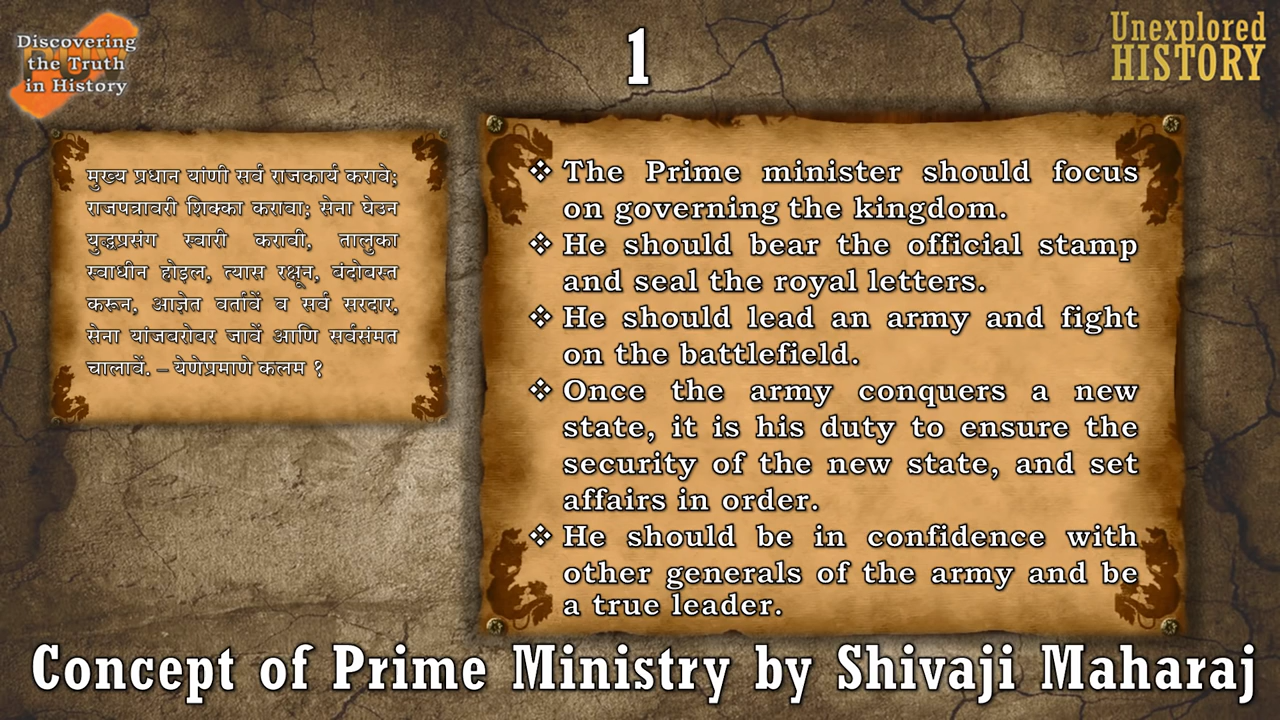 Discovering
the Truth
in History
1
Unexplored
HISTORY
मुख्य प्रधान यांणी सर्व राजकार्य करावे;
राजपत्रावरी शिक्का करावा; सेना घेउन
युद्धप्रसंग स्वारी करावी, तालुका
स्वाधीन होइल, त्यास रक्षून, बंदोबस्त
करून, आज्ञेत वर्तावें व सर्व सरदार,
सेना यांजबरोबर जावें आणि सर्वसंमत
चालावें. – येणेप्रमाणे कलम १
❖ The Prime minister should focus
on governing the kingdom.
❖ He should bear the official stamp
and seal the royal letters.
❖ He should lead an army and fight
on the battlefield.
❖ Once the army conquers a new
state, it is his duty to ensure the
security of the new state, and set
affairs in order.
❖ He should be in confidence with
other generals of the army and be
a true leader.
Concept of Prime Ministry by Shivaji Maharaj